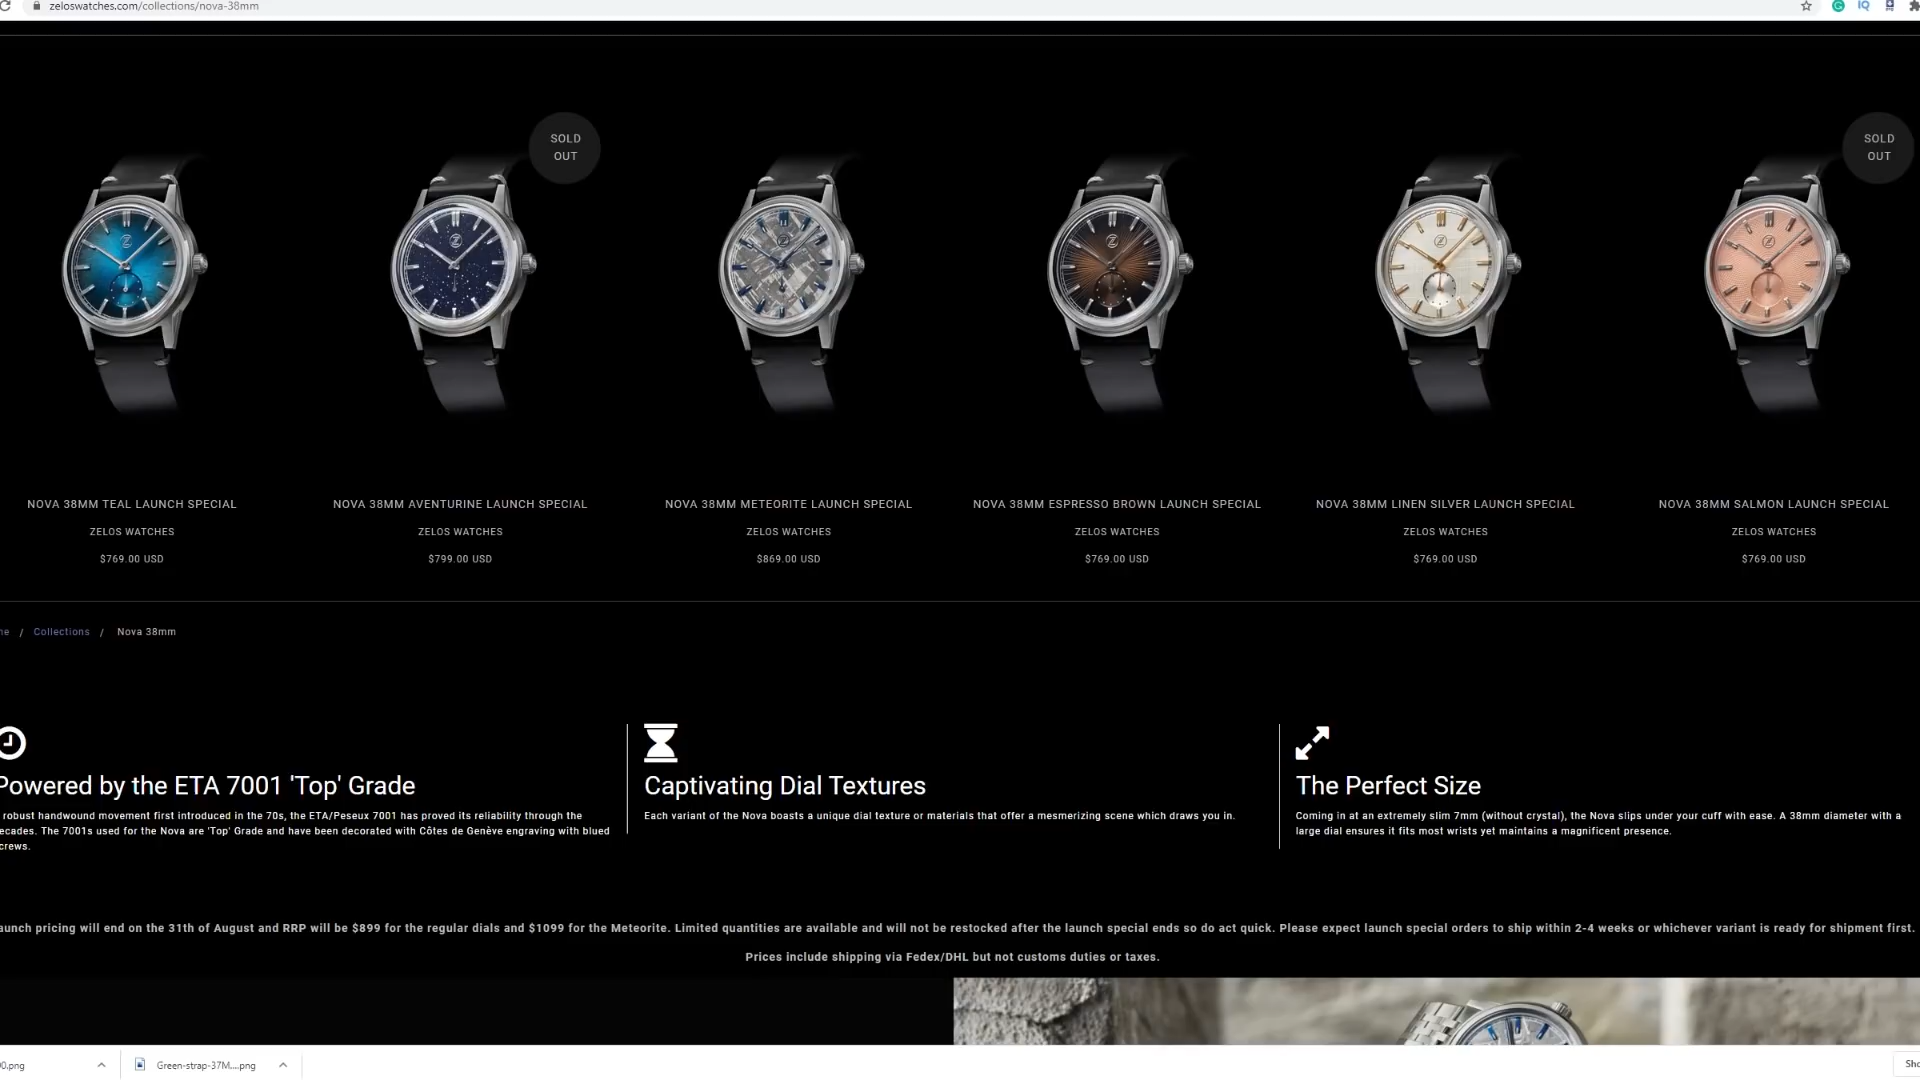 zeloswatches.com/collections/nova-38mm
SOLD
OUT
SOLD
OUT
NOVA 38MM TEAL LAUNCH SPECIAL
ZELOS WATCHES
$769.00 USD
NOVA 38MM AVENTURINE LAUNCH SPECIAL
ZELOS WATCHES
$799.00 USD
NOVA 38MM METEORITE LAUNCH SPECIAL
ZELOS WATCHES
$869.00 USD
NOVA 38MM ESPRESSO BROWN LAUNCH SPECIAL
ZELOS WATCHES
$769.00 USD
NOVA 38MM LINEN SILVER LAUNCH SPECIAL
ZELOS WATCHES
$769.00 USD
NOVA 38MM SALMON LAUNCH SPECIAL
ZELOS WATCHES
$769.00 USD
me / Collections / Nova 38mm
Powered by the ETA 7001 'Top' Grade
robust handwound movement first introduced in the 70s, the ETA/Peseux 7001 has proved its reliability through the
ecades. The 7001s used for the Nova are 'Top' Grade and have been decorated with Côtes de Genève engraving with blued
crews.
Captivating Dial Textures
Each variant of the Nova boasts a unique dial texture or materials that offer a mesmerizing scene which draws you in.
The Perfect Size
Coming in at an extremely slim 7mm (without crystal), the Nova slips under your cuff with ease. A 38mm diameter with a
large dial ensures it fits most wrists yet maintains a magnificent presence.
aunch pricing will end on the 31th of August and RRP will be $899 for the regular dials and $1099 for the Meteorite. Limited quantities are available and will not be restocked after the launch special ends so do act quick. Please expect launch special orders to ship within 2-4 weeks or whichever variant is ready for shipment first.
Prices include shipping via Fedex/DHL but not customs duties or taxes.
0.png
Green-strap-37M....png
Sho